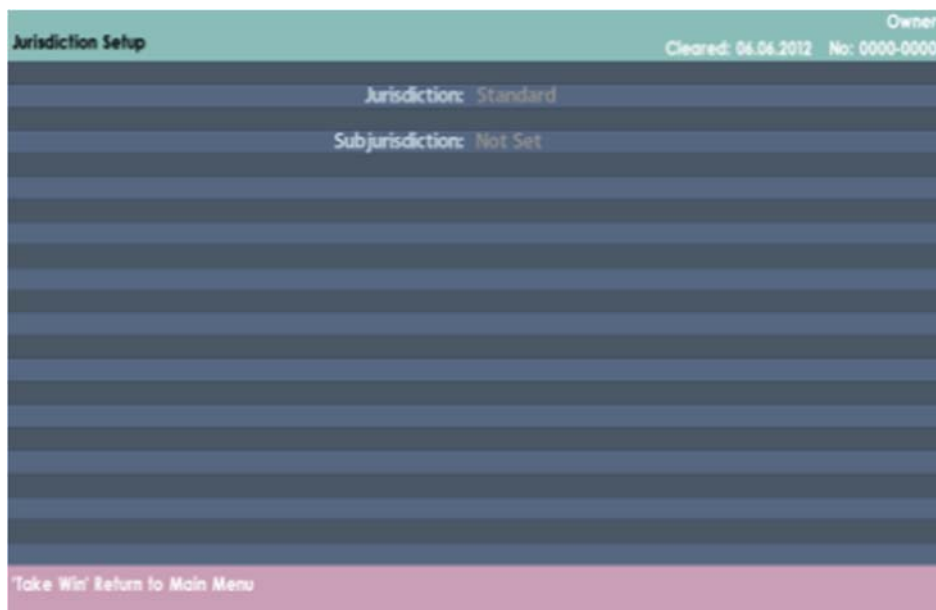 Owner
Jurisdiction Setup
Cleared: 06.06.2012 No: 0000-0000
Jurisdiction: Standard
Subjurisdiction: Not Set
'Take Win' Return to Main Menu